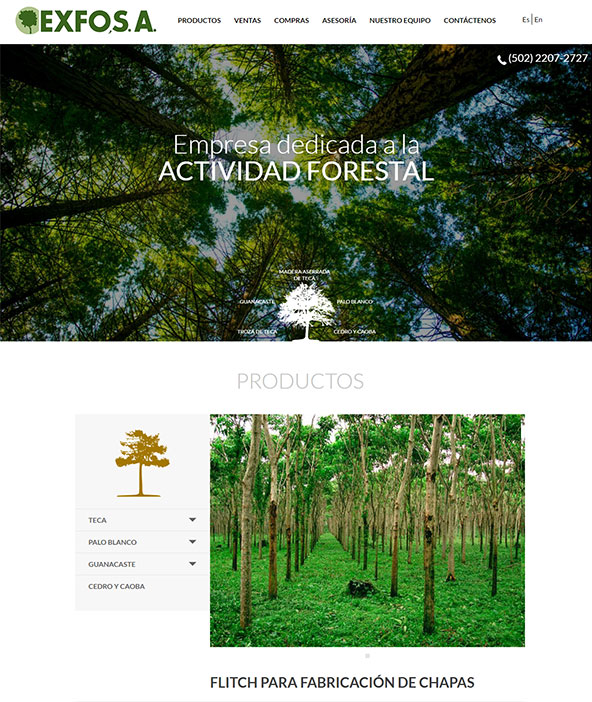 EXFO,S.A.
PRODUCTOS VENTAS COMPRAS ASESORÍA NUESTRO EQUIPO CONTÁCTENOS Es | En
(502) 2207-2727
Empresa dedicada a la
ACTIVIDAD FORESTAL
MADERA ASERRADA
DE TECA
GUANACASTE PALO BLANCO
TROZA DE TECA CEDRO Y CAOBA
PRODUCTOS
TECA
PALO BLANCO
GUANACASTE
CEDRO Y CAOBA
FLITCH PARA FABRICACIÓN DE CHAPAS